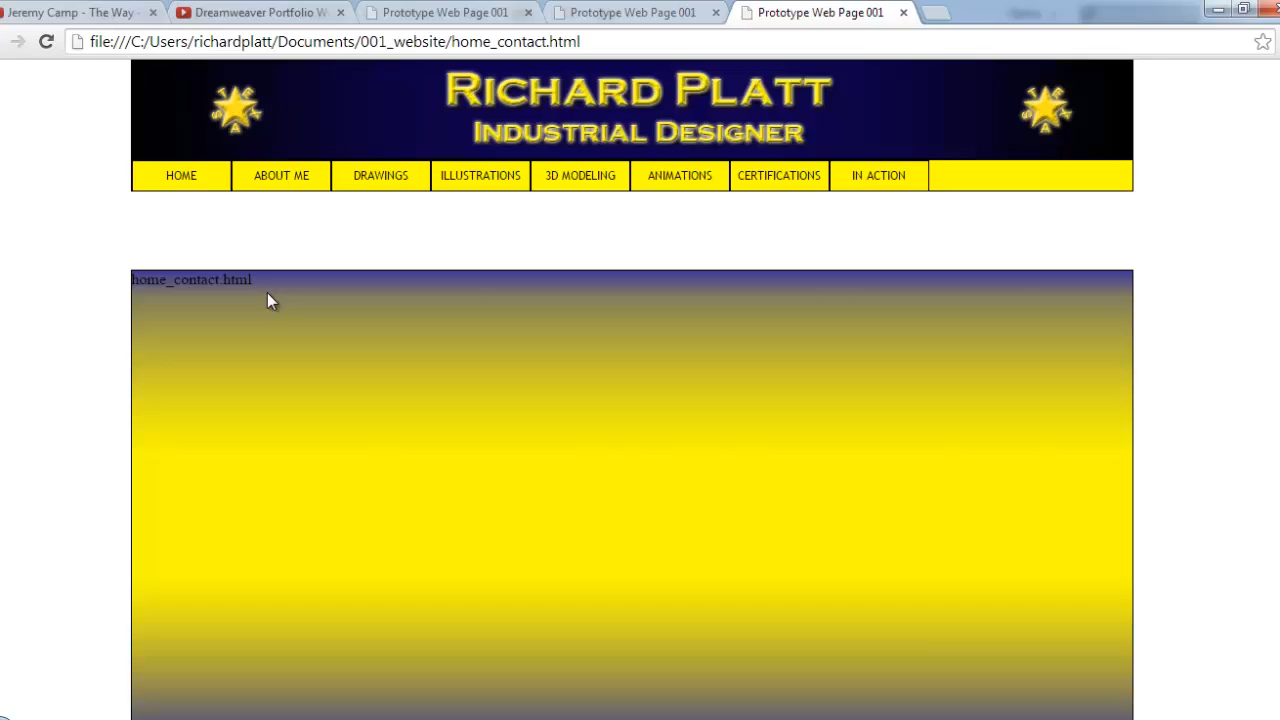 Jeremy Camp - The Way -
Dreamweaver Portfolio W
Prototype Web Page 001
Prototype Web Page 001
Prototype Web Page 001
file:///C:/Users/richardplatt/Documents/001_website/home_contact.html
RICHARD PLATT
INDUSTRIAL DESIGNER
HOME
ABOUT ME
DRAWINGS
ILLUSTRATIONS
3D MODELING
ANIMATIONS
CERTIFICATIONS
IN ACTION
home_contact.html